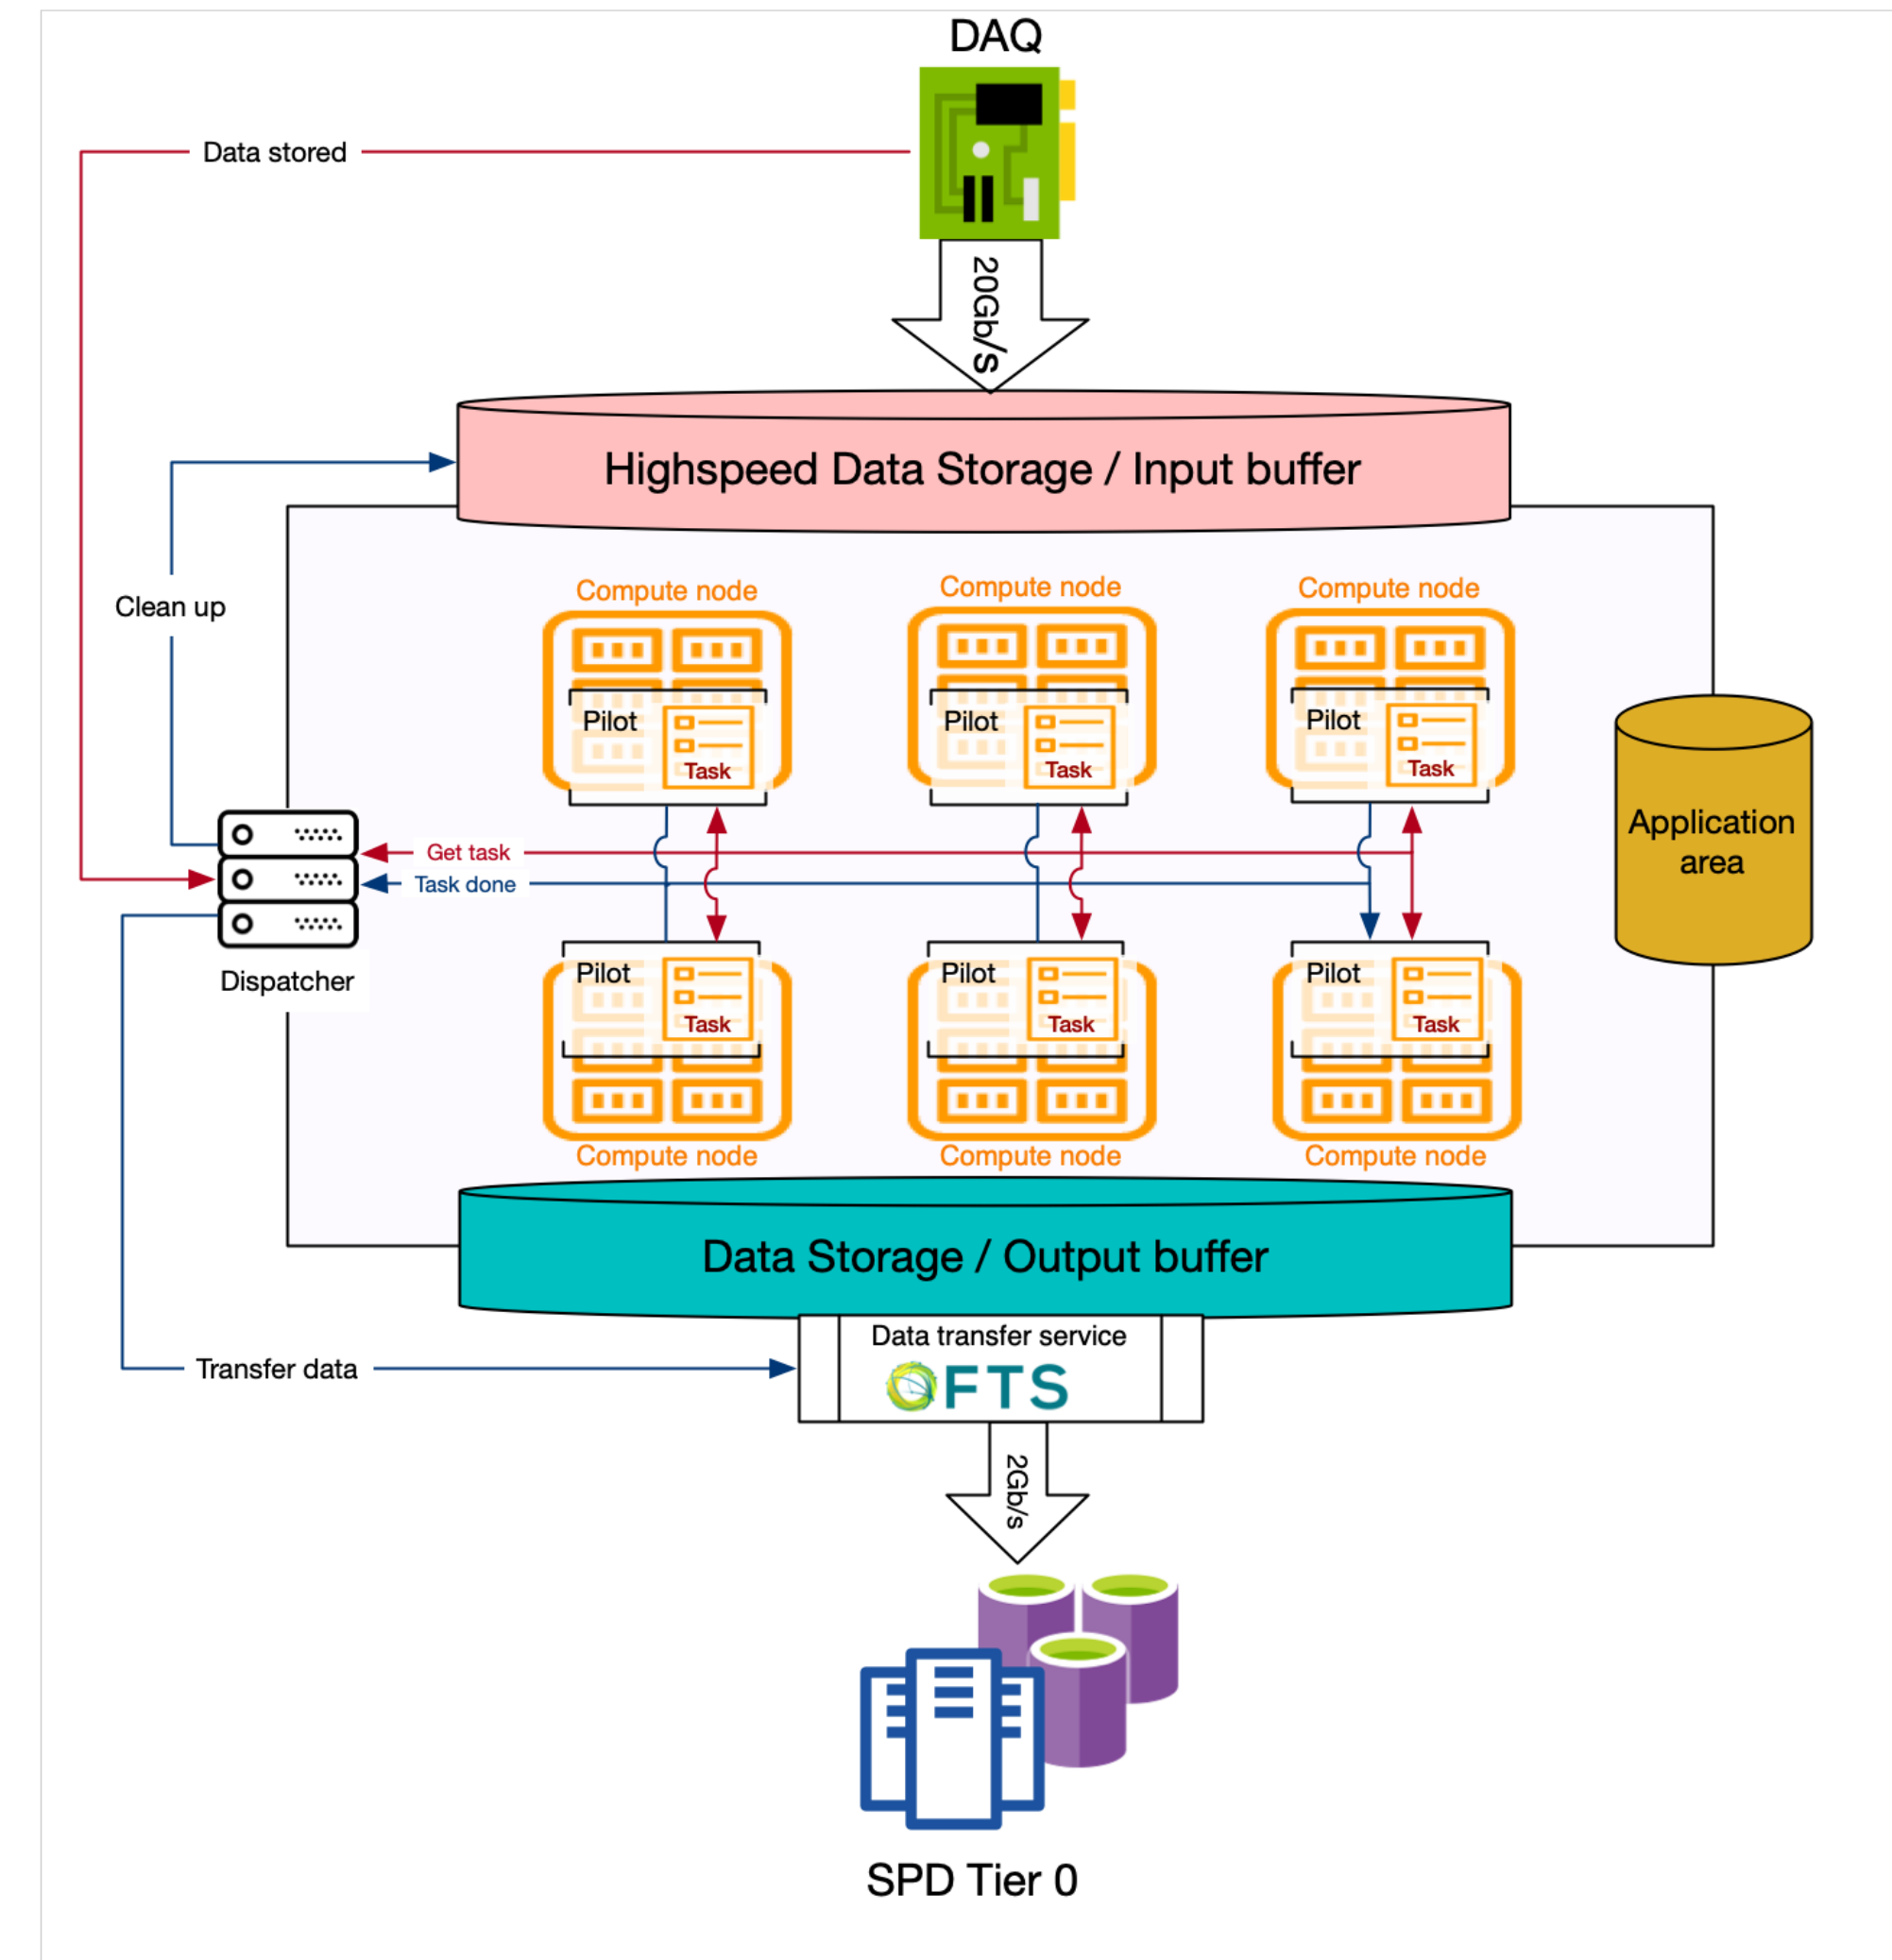 DAQ
Data stored
20Gb/s
Highspeed Data Storage / Input buffer
Clean up
Compute node
Compute node
Compute node
Pilot
Task
Pilot
Task
Pilot
Task
Application
area
Get task
Task done
Dispatcher
Pilot
Task
Pilot
Task
Pilot
Task
Compute node
Compute node
Compute node
Data Storage / Output buffer
Data transfer service
FTS
Transfer data
2Gb/s
SPD Tier 0